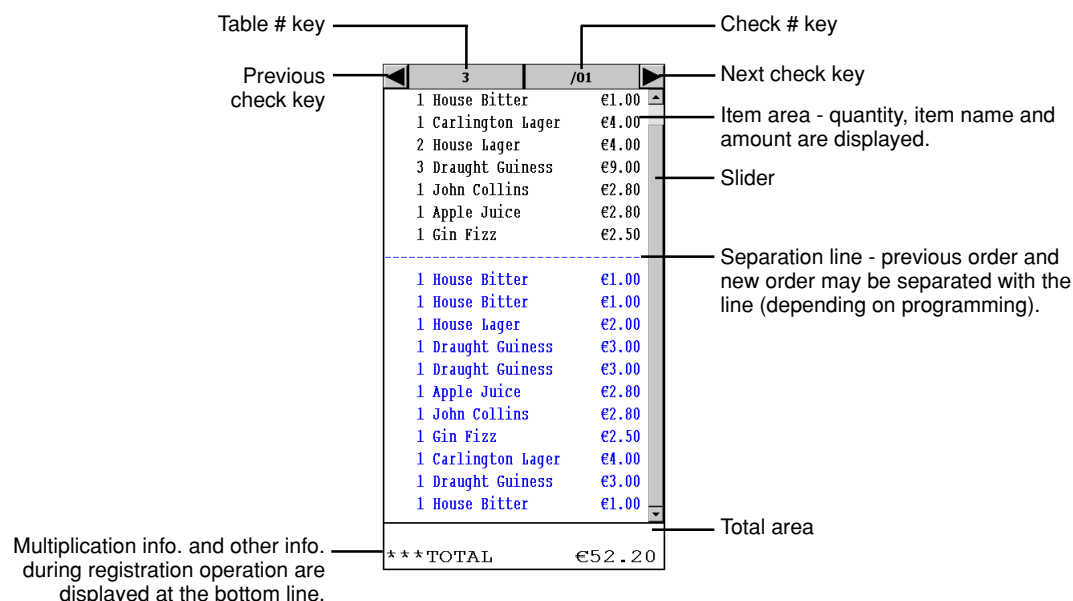 Table # key
Check # key
Previous
check key
Next check key
3 /01
1 House Bitter €1.00
1 Carlington Lager €4.00
2 House Lager €4.00
3 Draught Guiness €9.00
1 John Collins €2.80
1 Apple Juice €2.80
1 Gin Fizz €2.50
Item area - quantity, item name and
amount are displayed.
Slider
Separation line - previous order and
new order may be separated with the
line (depending on programming).
1 House Bitter €1.00
1 House Bitter €1.00
1 House Lager €2.00
1 Draught Guiness €3.00
1 Draught Guiness €3.00
1 Apple Juice €2.80
1 John Collins €2.80
1 Gin Fizz €2.50
1 Carlington Lager €4.00
1 Draught Guiness €3.00
1 House Bitter €1.00
Total area
***TOTAL €52.20
Multiplication info. and other info.
during registration operation are
displayed at the bottom line.